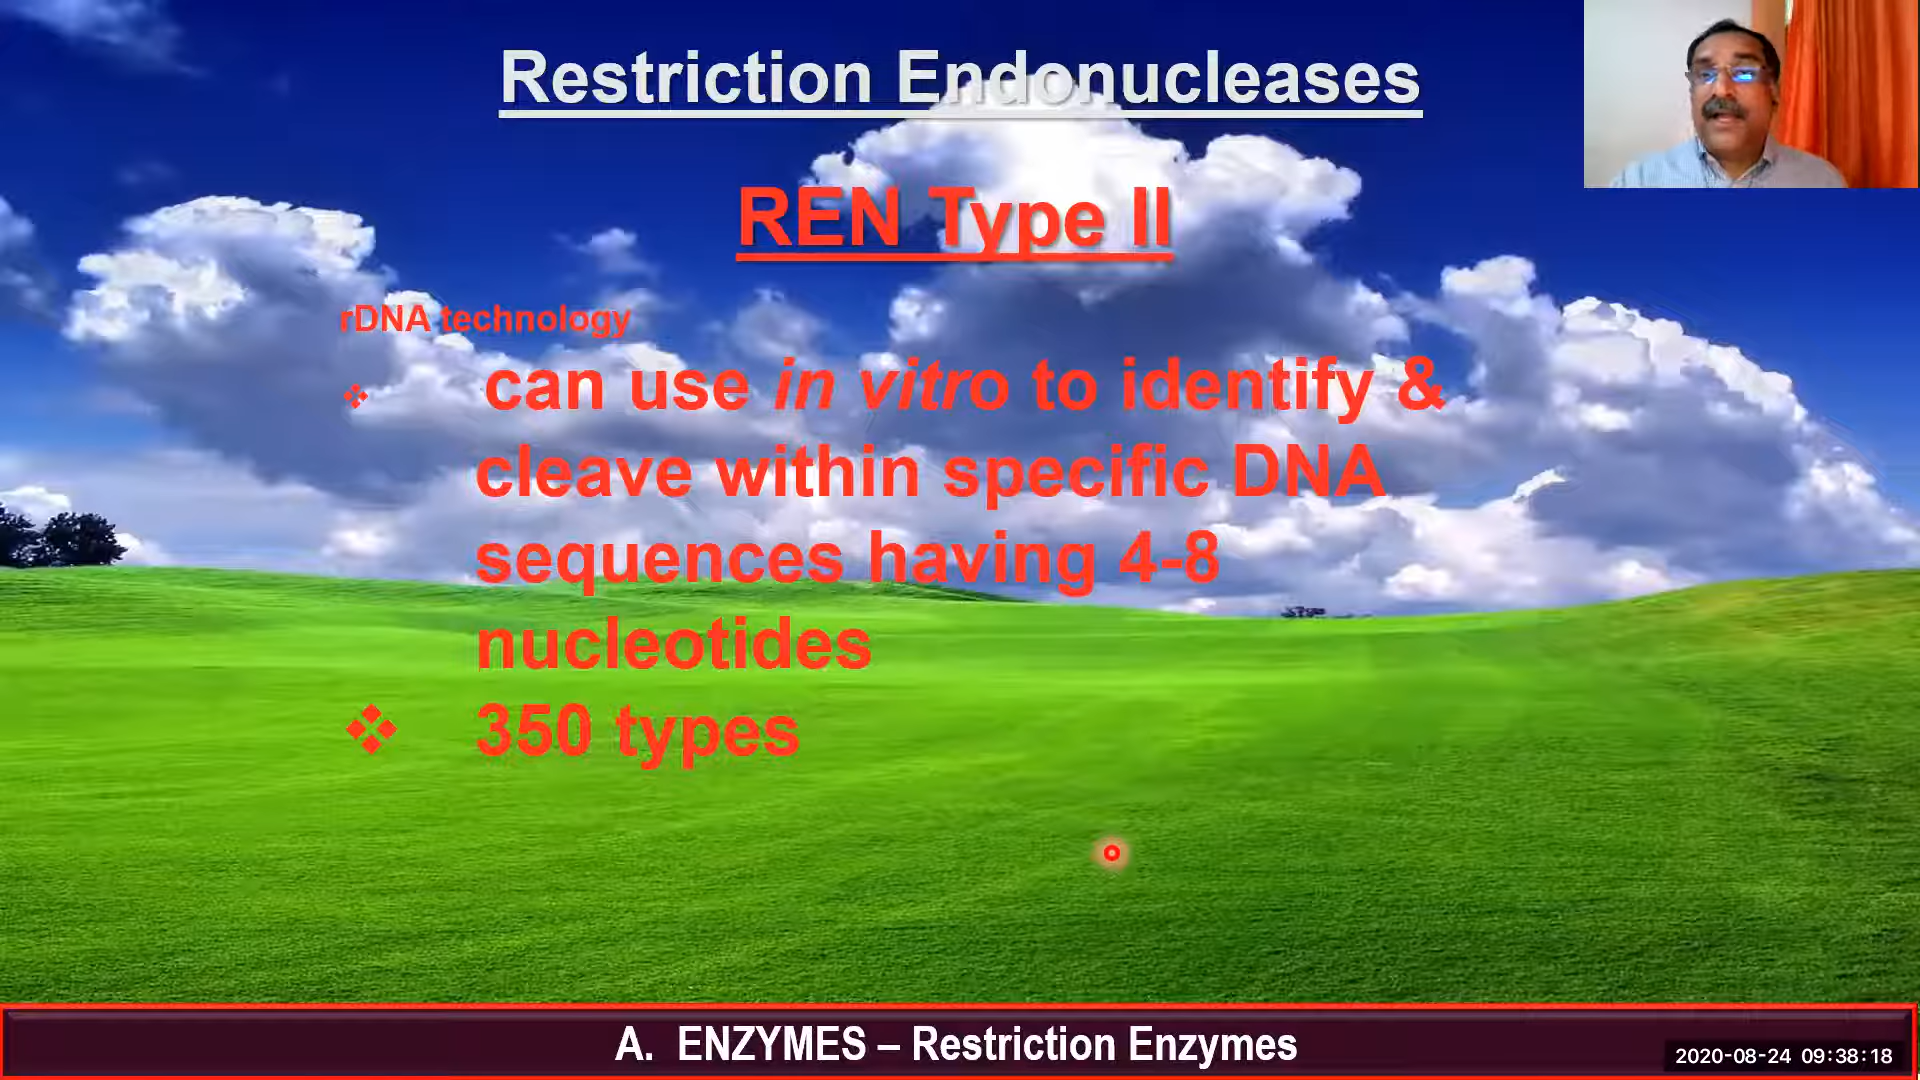 Restriction Endonucleases
REN Type II
rDNA technology
❖ can use in vitro to identify &
cleave within specific DNA
sequences having 4-8
nucleotides
❖ 350 types
A. ENZYMES – Restriction Enzymes
2020-08-24 09:38:18